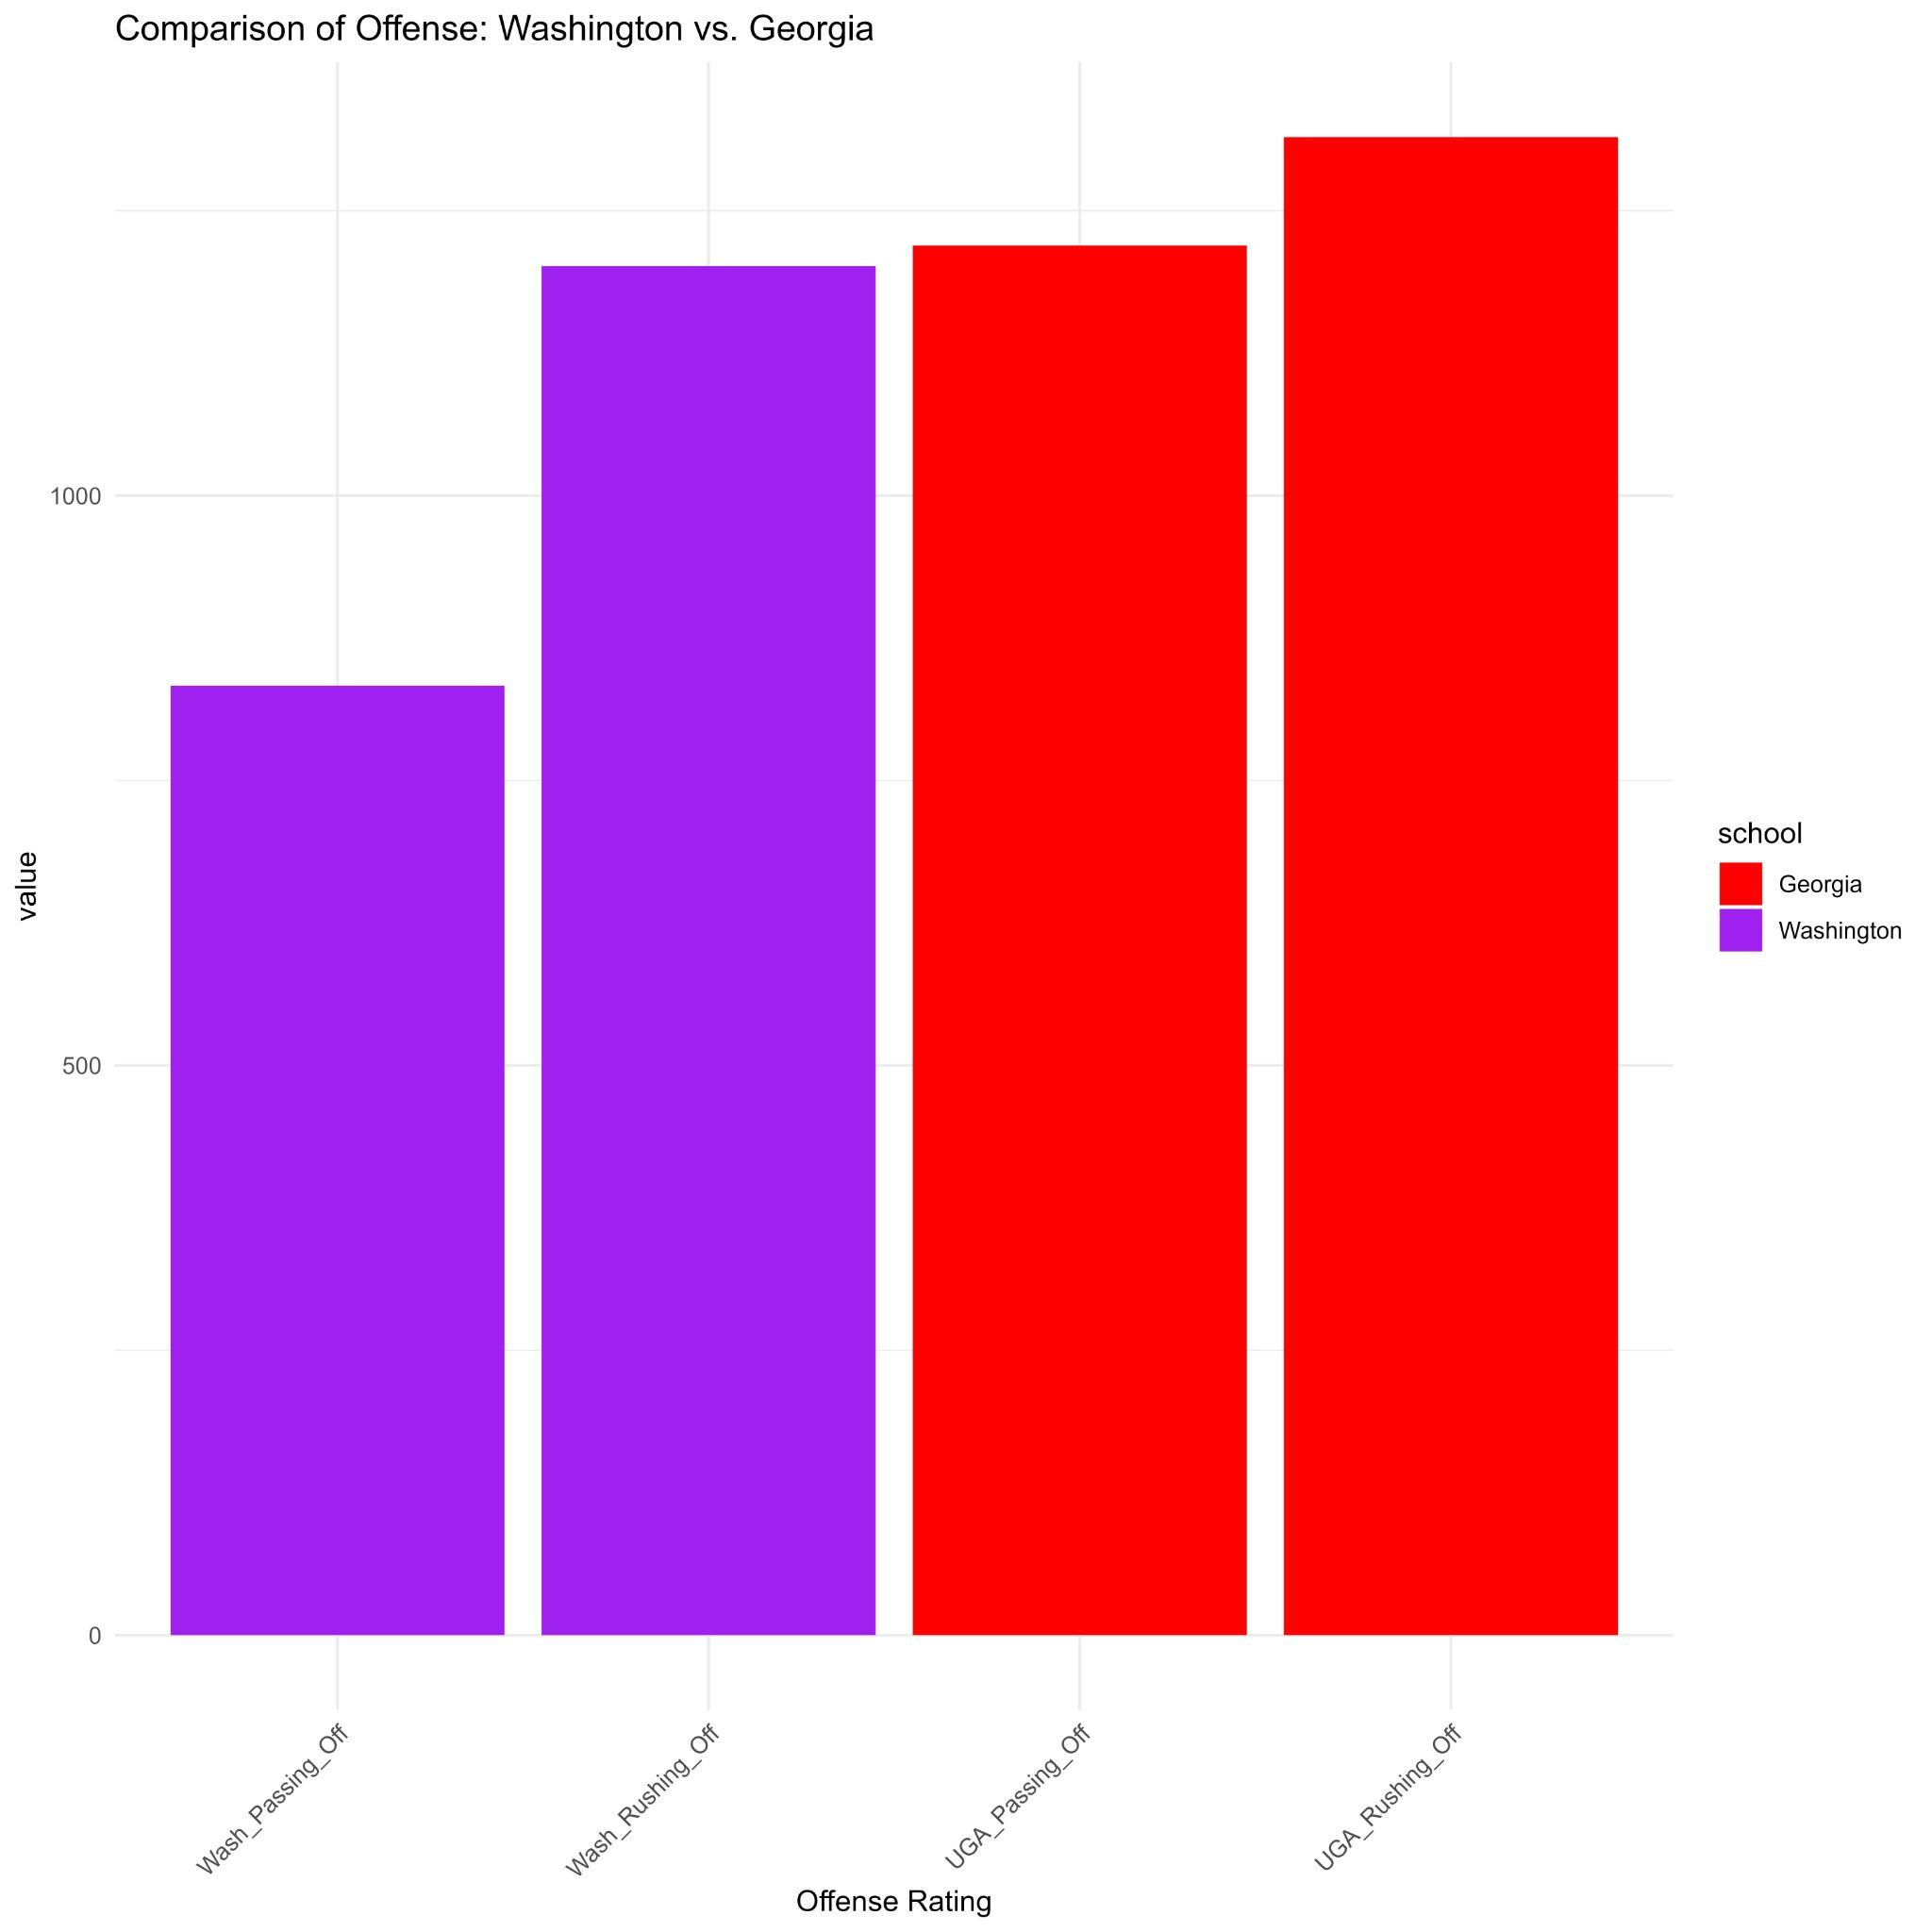 Comparison of Offense: Washington vs. Georgia
1000
500
0
value
Wash_Passing_Off
Wash_Rushing_Off
UGA_Passing_Off
UGA_Rushing_Off
Offense Rating
school
Georgia
Washington